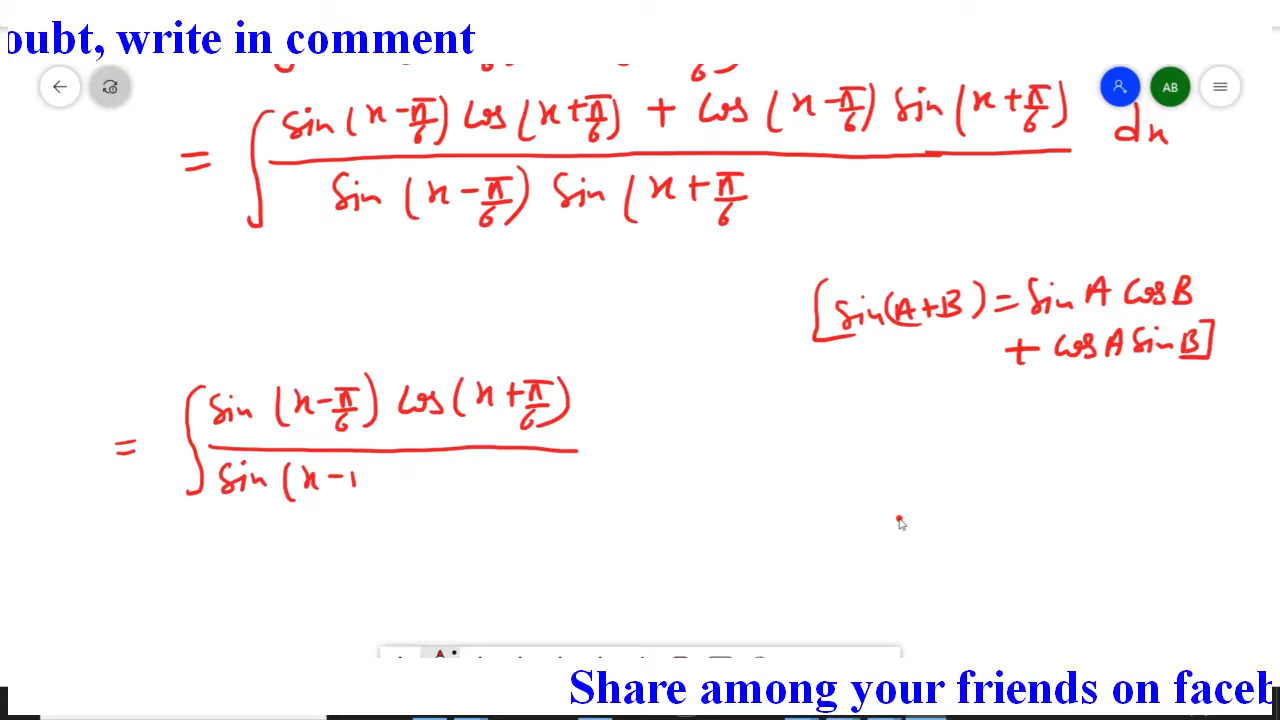 oubt, write in comment
AB
= ∫ sin(x-π/6) cos(x+π/6) + cos(x-π/6) sin(x+π/6) dx
sin(x-π/6) sin(x+π/6
[sin(A+B) = sin A cos B
+ cos A sin B]
= ∫ sin(x-π/6) cos(x+π/6)
sin(x-
Share among your friends on faceb